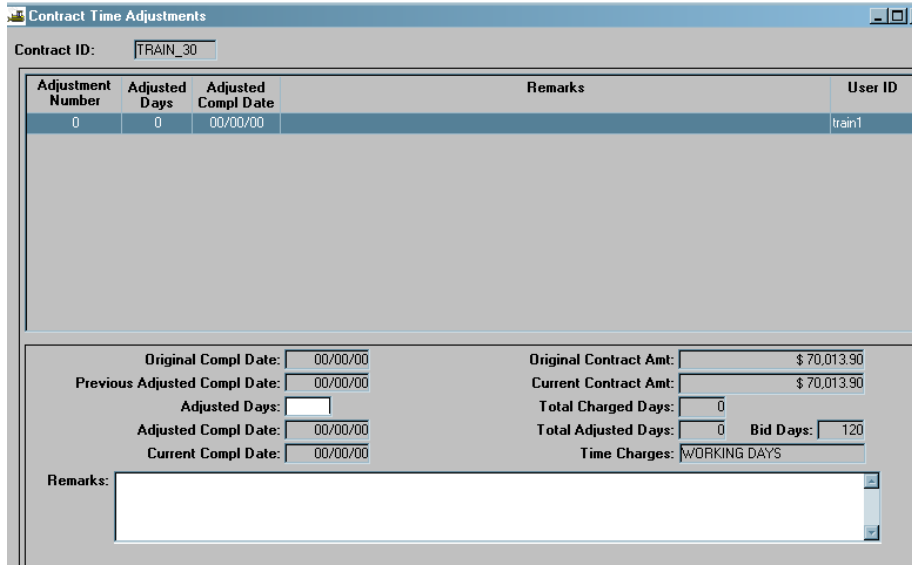 Contract Time Adjustments
Contract ID: TRAIN_30
Adjustment Number Adjusted Days Adjusted Compl Date Remarks User ID
0 0 00/00/00 train1
Original Compl Date: 00/00/00 Original Contract Amt: $ 70,013.90
Previous Adjusted Compl Date: 00/00/00 Current Contract Amt: $ 70,013.90
Adjusted Days: Total Charged Days: 0
Adjusted Compl Date: 00/00/00 Total Adjusted Days: 0 Bid Days: 120
Current Compl Date: 00/00/00 Time Charges: WORKING DAYS
Remarks: